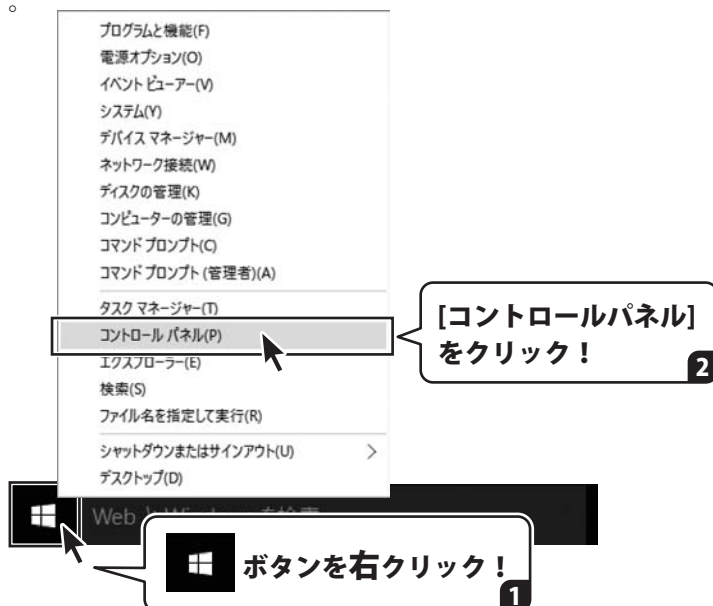 。
プログラムと機能(F)
電源オプション(O)
イベント ビューアー(V)
システム(Y)
デバイス マネージャー(M)
ネットワーク接続(W)
ディスクの管理(K)
コンピューターの管理(G)
コマンド プロンプト(C)
コマンド プロンプト (管理者)(A)
タスク マネージャー(T)
コントロール パネル(P)
エクスプローラー(E)
検索(S)
ファイル名を指定して実行(R)
シャットダウンまたはサインアウト(U)
デスクトップ(D)
[コントロールパネル]
をクリック！
2
Web
ボタンを右クリック！
1